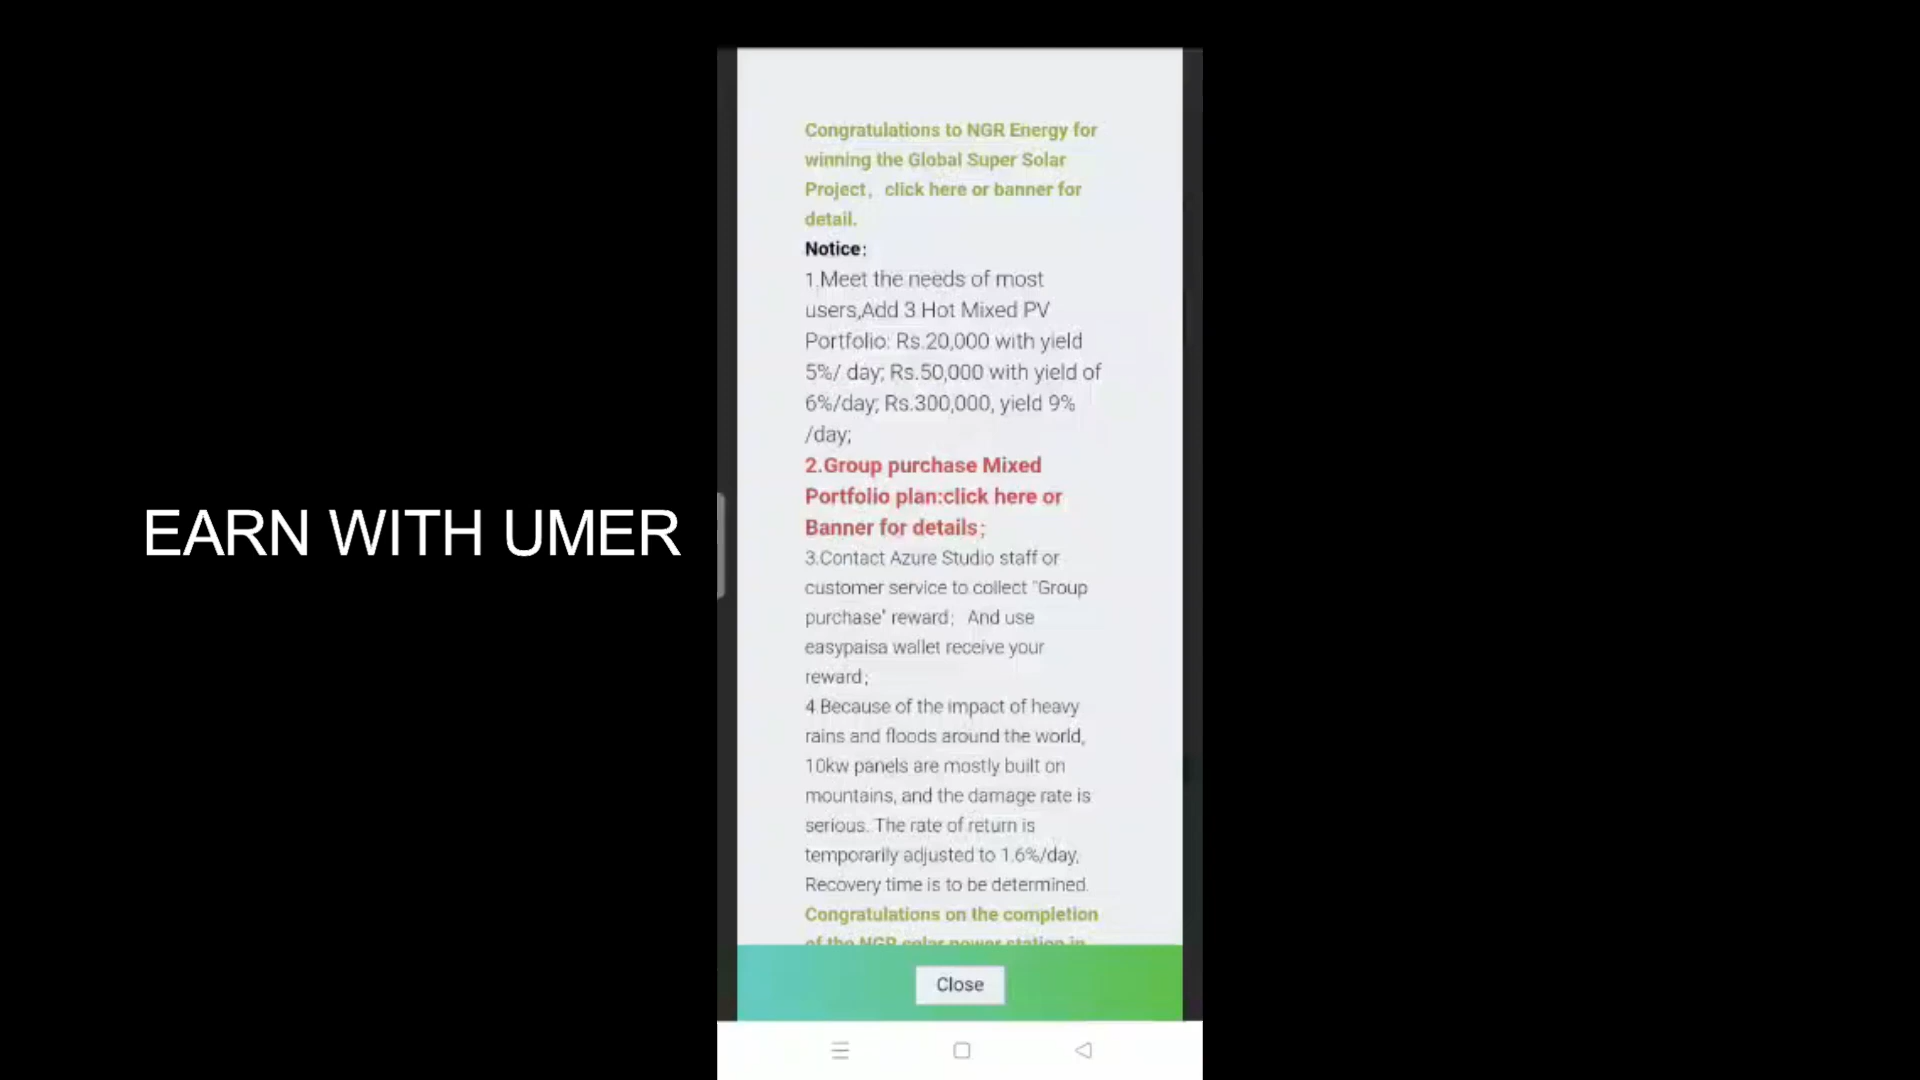 EARN WITH UMER
Congratulations to NGR Energy for
winning the Global Super Solar
Project，click here or banner for
detail.
Notice：
1.Meet the needs of most
users,Add 3 Hot Mixed PV
Portfolio: Rs.20,000 with yield
5%/ day; Rs.50,000 with yield of
6%/day; Rs.300,000, yield 9%
/day;
2.Group purchase Mixed
Portfolio plan:click here or
Banner for details；
3.Contact Azure Studio staff or
customer service to collect "Group
purchase" reward；And use
easypaisa wallet receive your
reward；
4.Because of the impact of heavy
rains and floods around the world,
10kw panels are mostly built on
mountains, and the damage rate is
serious. The rate of return is
temporarily adjusted to 1.6%/day,
Recovery time is to be determined.
Congratulations on the completion
of the NGR solar power station in
Close